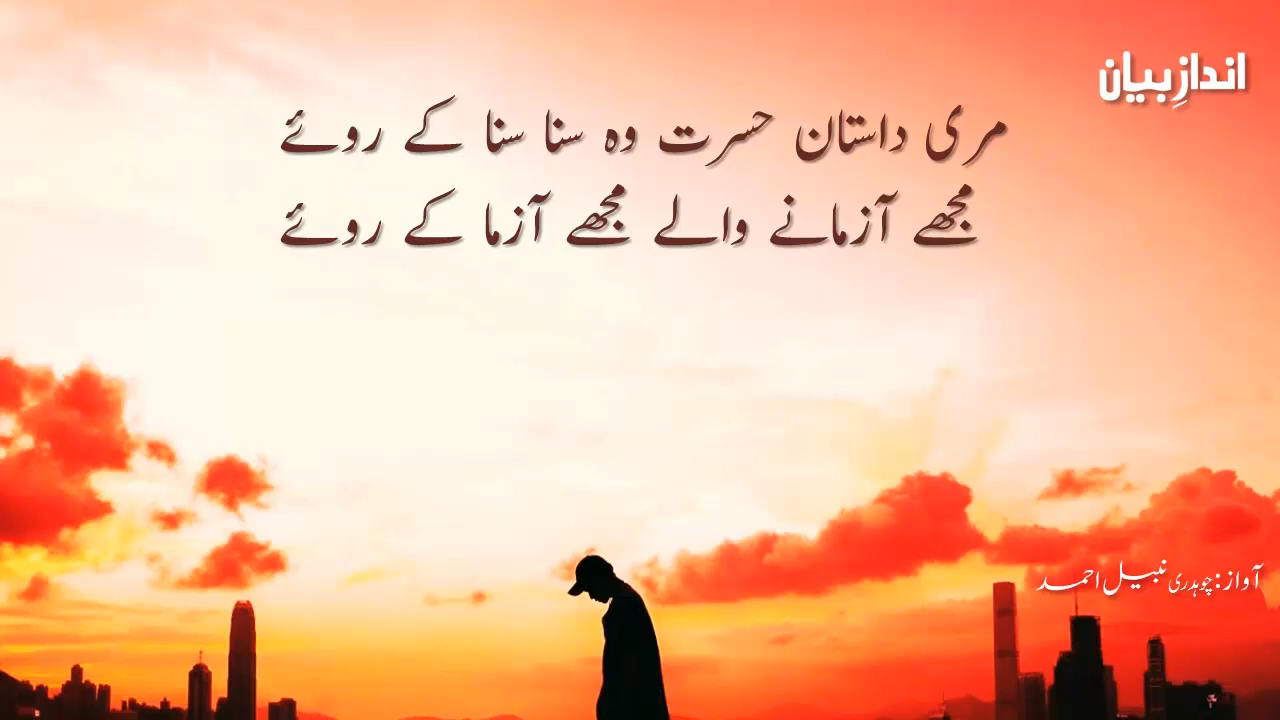 اندازِ بیان
مری داستان حسرت وہ سنا سنا کے روئے
مجھے آزمانے والے مجھے آزما کے روئے
آواز: چوہدری نبیل احمد